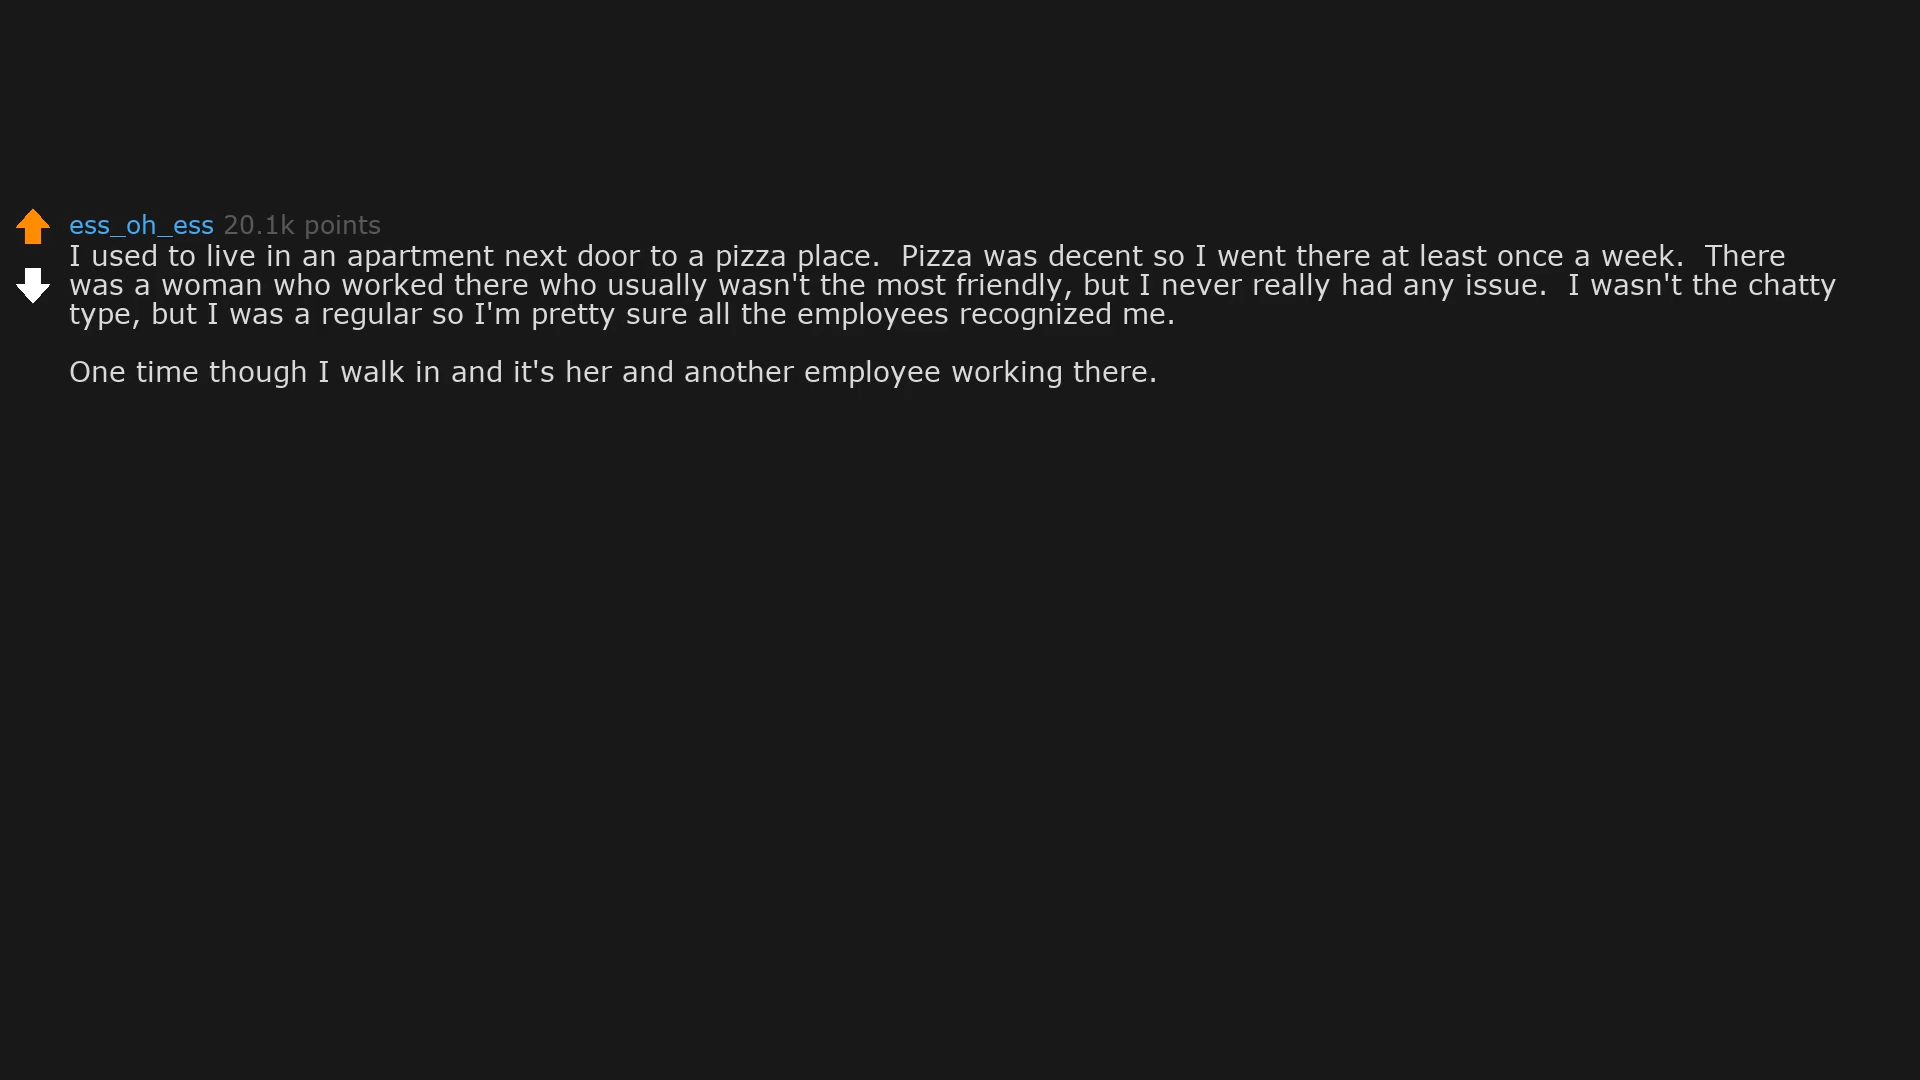 ess_oh_ess 20.1k points
I used to live in an apartment next door to a pizza place.  Pizza was decent so I went there at least once a week.  There
was a woman who worked there who usually wasn't the most friendly, but I never really had any issue.  I wasn't the chatty
type, but I was a regular so I'm pretty sure all the employees recognized me.
One time though I walk in and it's her and another employee working there.